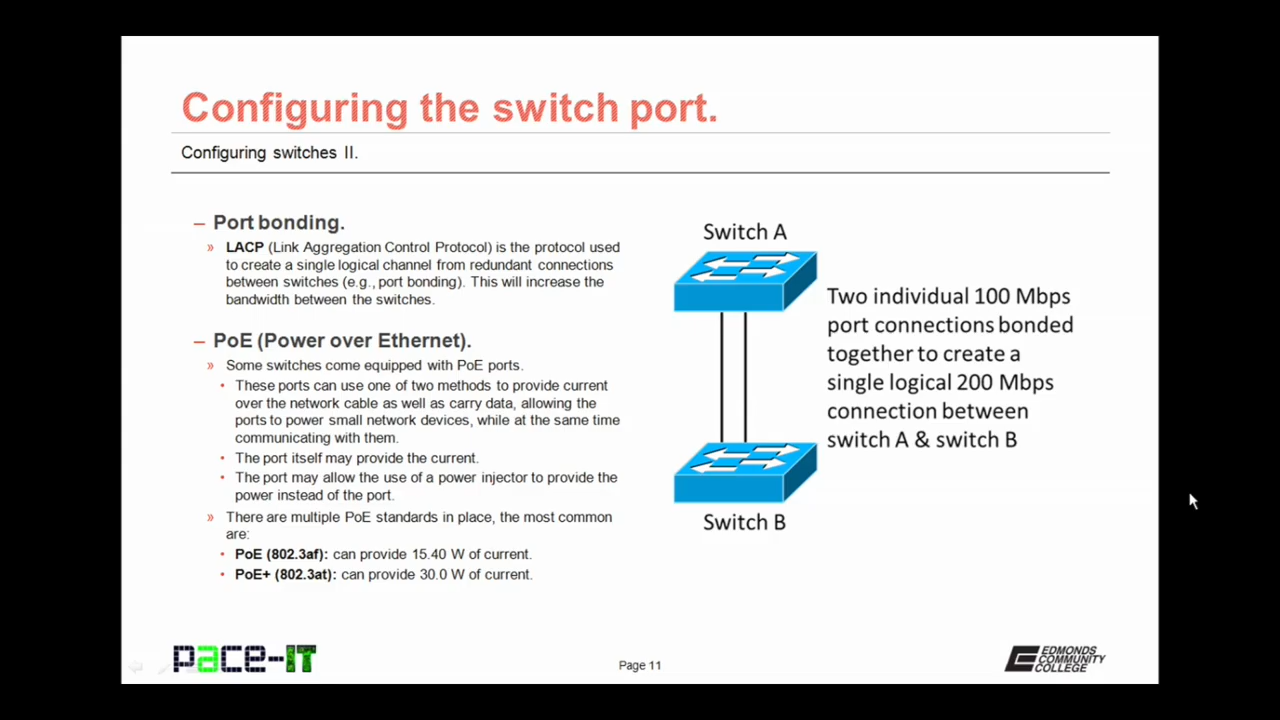 Configuring the switch port.
Configuring switches II.
– Port bonding.
» LACP (Link Aggregation Control Protocol) is the protocol used
to create a single logical channel from redundant connections
between switches (e.g., port bonding). This will increase the
bandwidth between the switches.
– PoE (Power over Ethernet).
» Some switches come equipped with PoE ports.
• These ports can use one of two methods to provide current
over the network cable as well as carry data, allowing the
ports to power small network devices, while at the same time
communicating with them.
• The port itself may provide the current.
• The port may allow the use of a power injector to provide the
power instead of the port.
» There are multiple PoE standards in place, the most common
are:
• PoE (802.3af): can provide 15.40 W of current.
• PoE+ (802.3at): can provide 30.0 W of current.
Switch A
Two individual 100 Mbps
port connections bonded
together to create a
single logical 200 Mbps
connection between
switch A & switch B
Switch B
pace-IT
Page 11
EDMONDS
COMMUNITY
COLLEGE